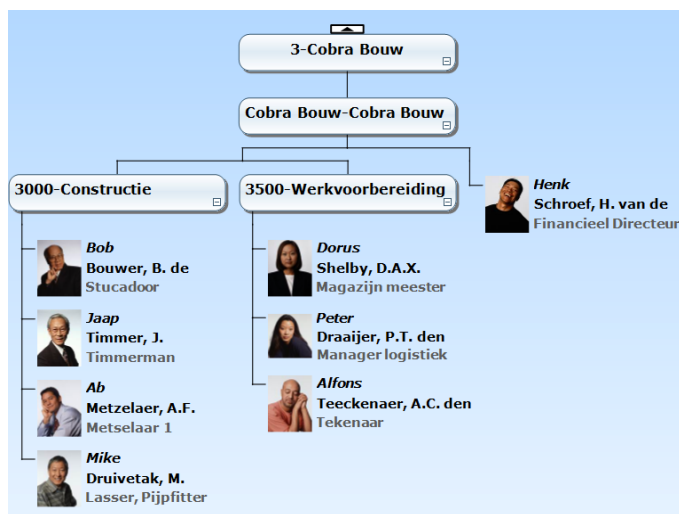 3-Cobra Bouw
Cobra Bouw-Cobra Bouw
3000-Constructie
3500-Werkvoorbereiding
Henk
Schroef, H. van de
Financieel Directeur
Bob
Bouwer, B. de
Stucadoor
Jaap
Timmer, J.
Timmerman
Ab
Metzelaer, A.F.
Metselaar 1
Mike
Druivetak, M.
Lasser, Pijpfitter
Dorus
Shelby, D.A.X.
Magazijn meester
Peter
Draaijer, P.T. den
Manager logistiek
Alfons
Teeckenaer, A.C. den
Tekenaar